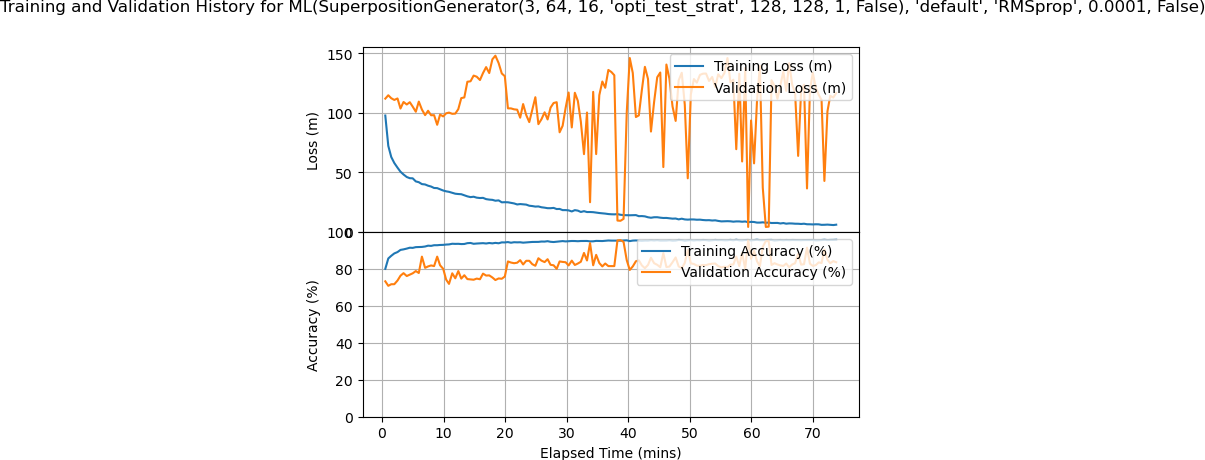 Training and Validation History for ML(SuperpositionGenerator(3, 64, 16, 'opti_test_strat', 128, 128, 1, False), 'default', 'RMSprop', 0.0001, False)
150
100
50
0
Loss (m)
Training Loss (m)
Validation Loss (m)
100
80
60
40
20
0
Accuracy (%)
Training Accuracy (%)
Validation Accuracy (%)
0 10 20 30 40 50 60 70
Elapsed Time (mins)